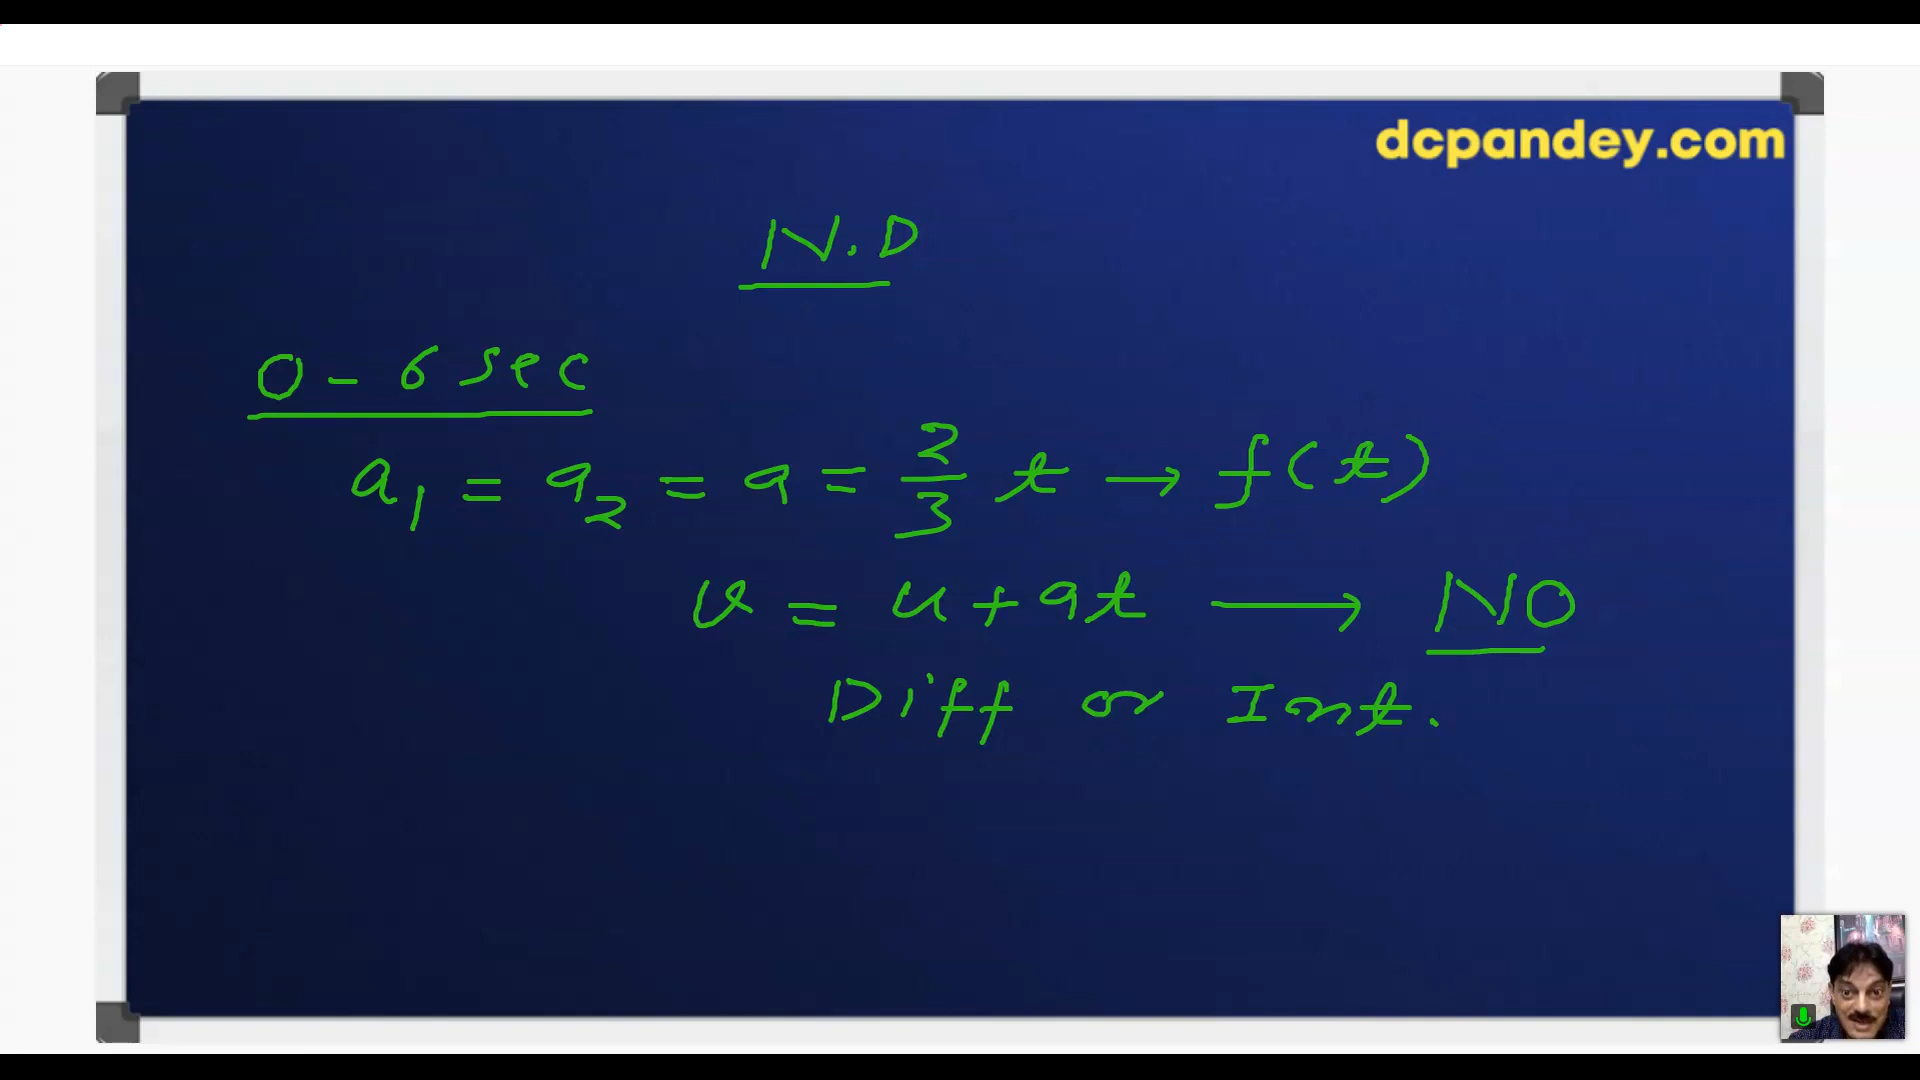 dcpandey.com
N.D
0 - 6 sec
a₁ = a₂ = a = 2/3 t → f(t)
v = u + at → NO
Diff or Int.